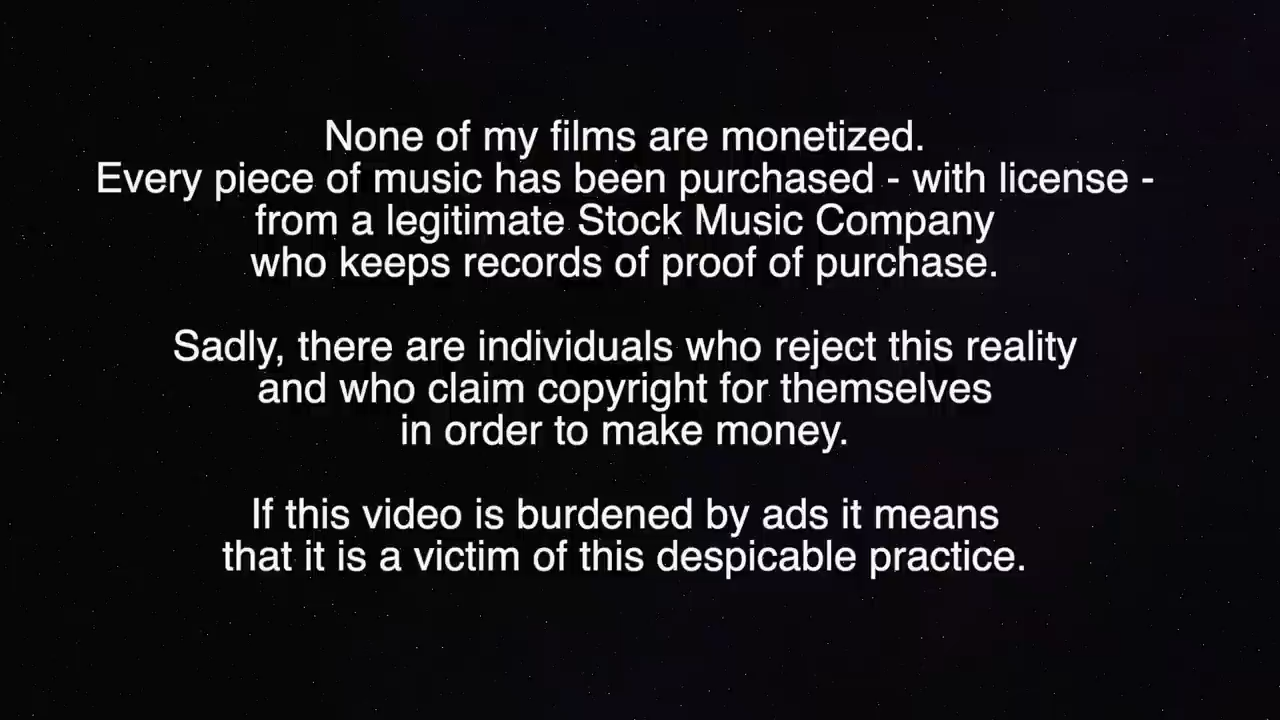 None of my films are monetized.
Every piece of music has been purchased - with license -
from a legitimate Stock Music Company
who keeps records of proof of purchase.
Sadly, there are individuals who reject this reality
and who claim copyright for themselves
in order to make money.
If this video is burdened by ads it means
that it is a victim of this despicable practice.